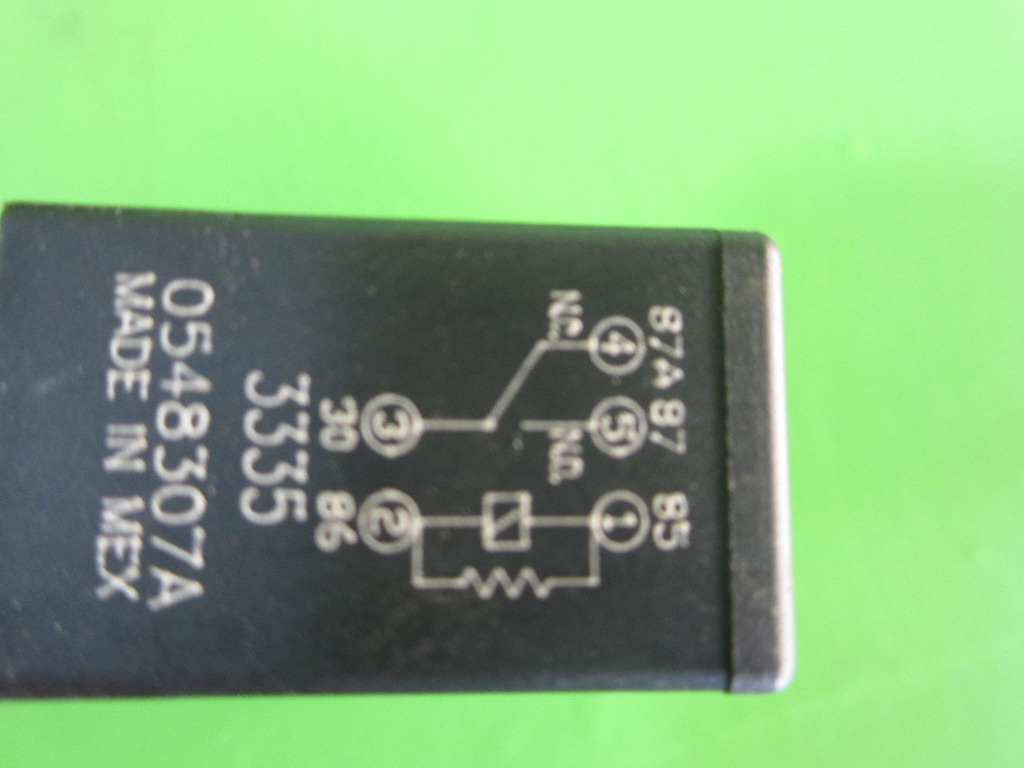 87A 87 85
4 5 1
N.C. N.O.
3 2
30 86
3335
0548307A
MADE IN MEX